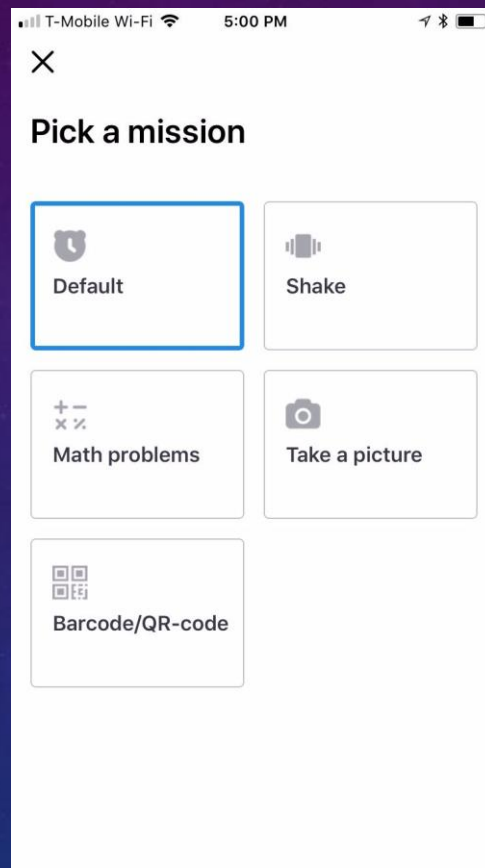 T-Mobile Wi-Fi 5:00 PM
Pick a mission
Default
Shake
Math problems
Take a picture
Barcode/QR-code